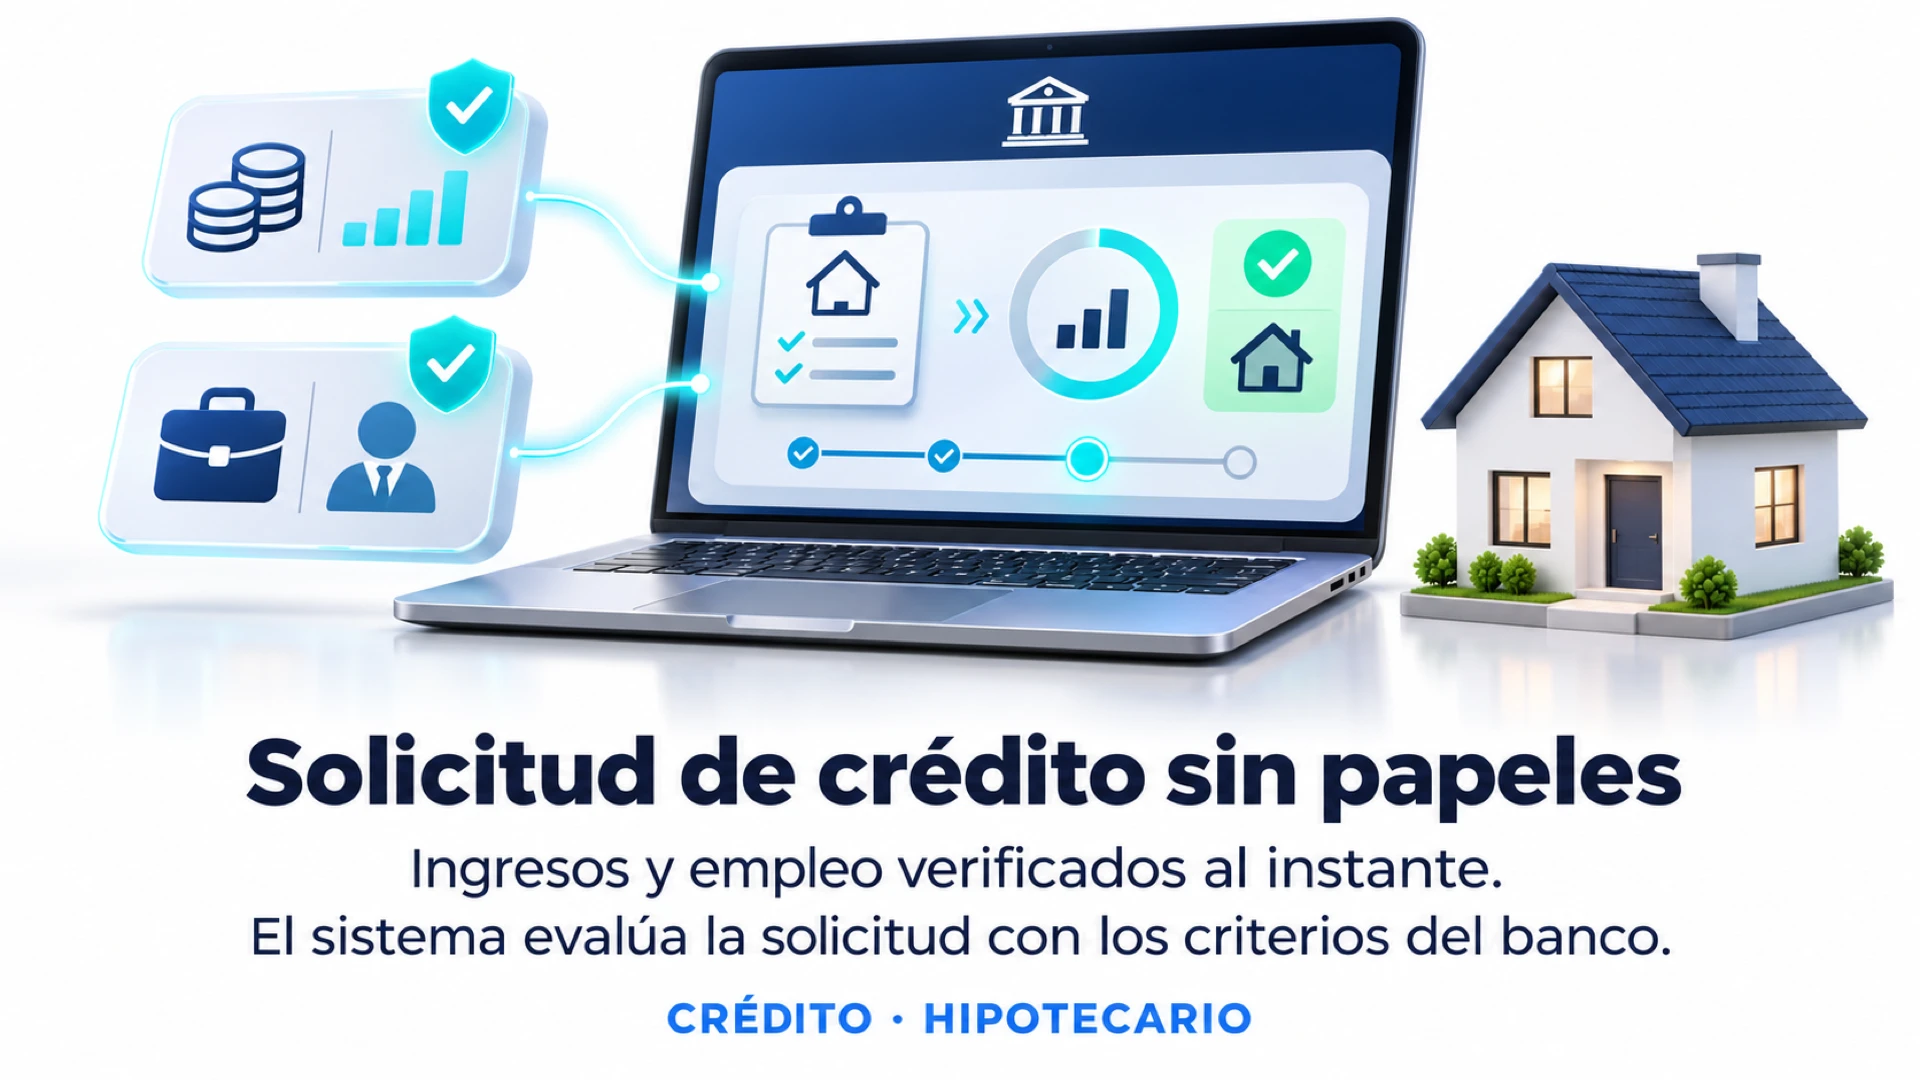 Solicitud de crédito sin papeles
Ingresos y empleo verificados al instante.
El sistema evalúa la solicitud con los criterios del banco.
CRÉDITO · HIPOTECARIO